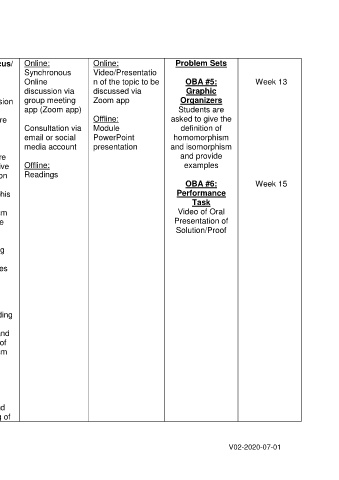 cus/
sion
re
re
ive
on
his
m
e
g
es
ding
and
of
m
d
g of
Online:
Synchronous
Online
discussion via
group meeting
app (Zoom app)
Consultation via
email or social
media account
Offline:
Readings
Online:
Video/Presentatio
n of the topic to be
discussed via
Zoom app
Offline:
Module
PowerPoint
presentation
Problem Sets
OBA #5:
Graphic
Organizers
Students are
asked to give the
definition of
homomorphism
and isomorphism
and provide
examples
OBA #6:
Performance
Task
Video of Oral
Presentation of
Solution/Proof
Week 13
Week 15
V02-2020-07-01